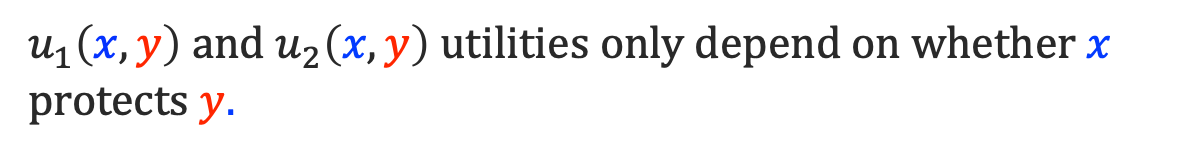 u₁(x, y) and u₂(x, y) utilities only depend on whether x
protects y.